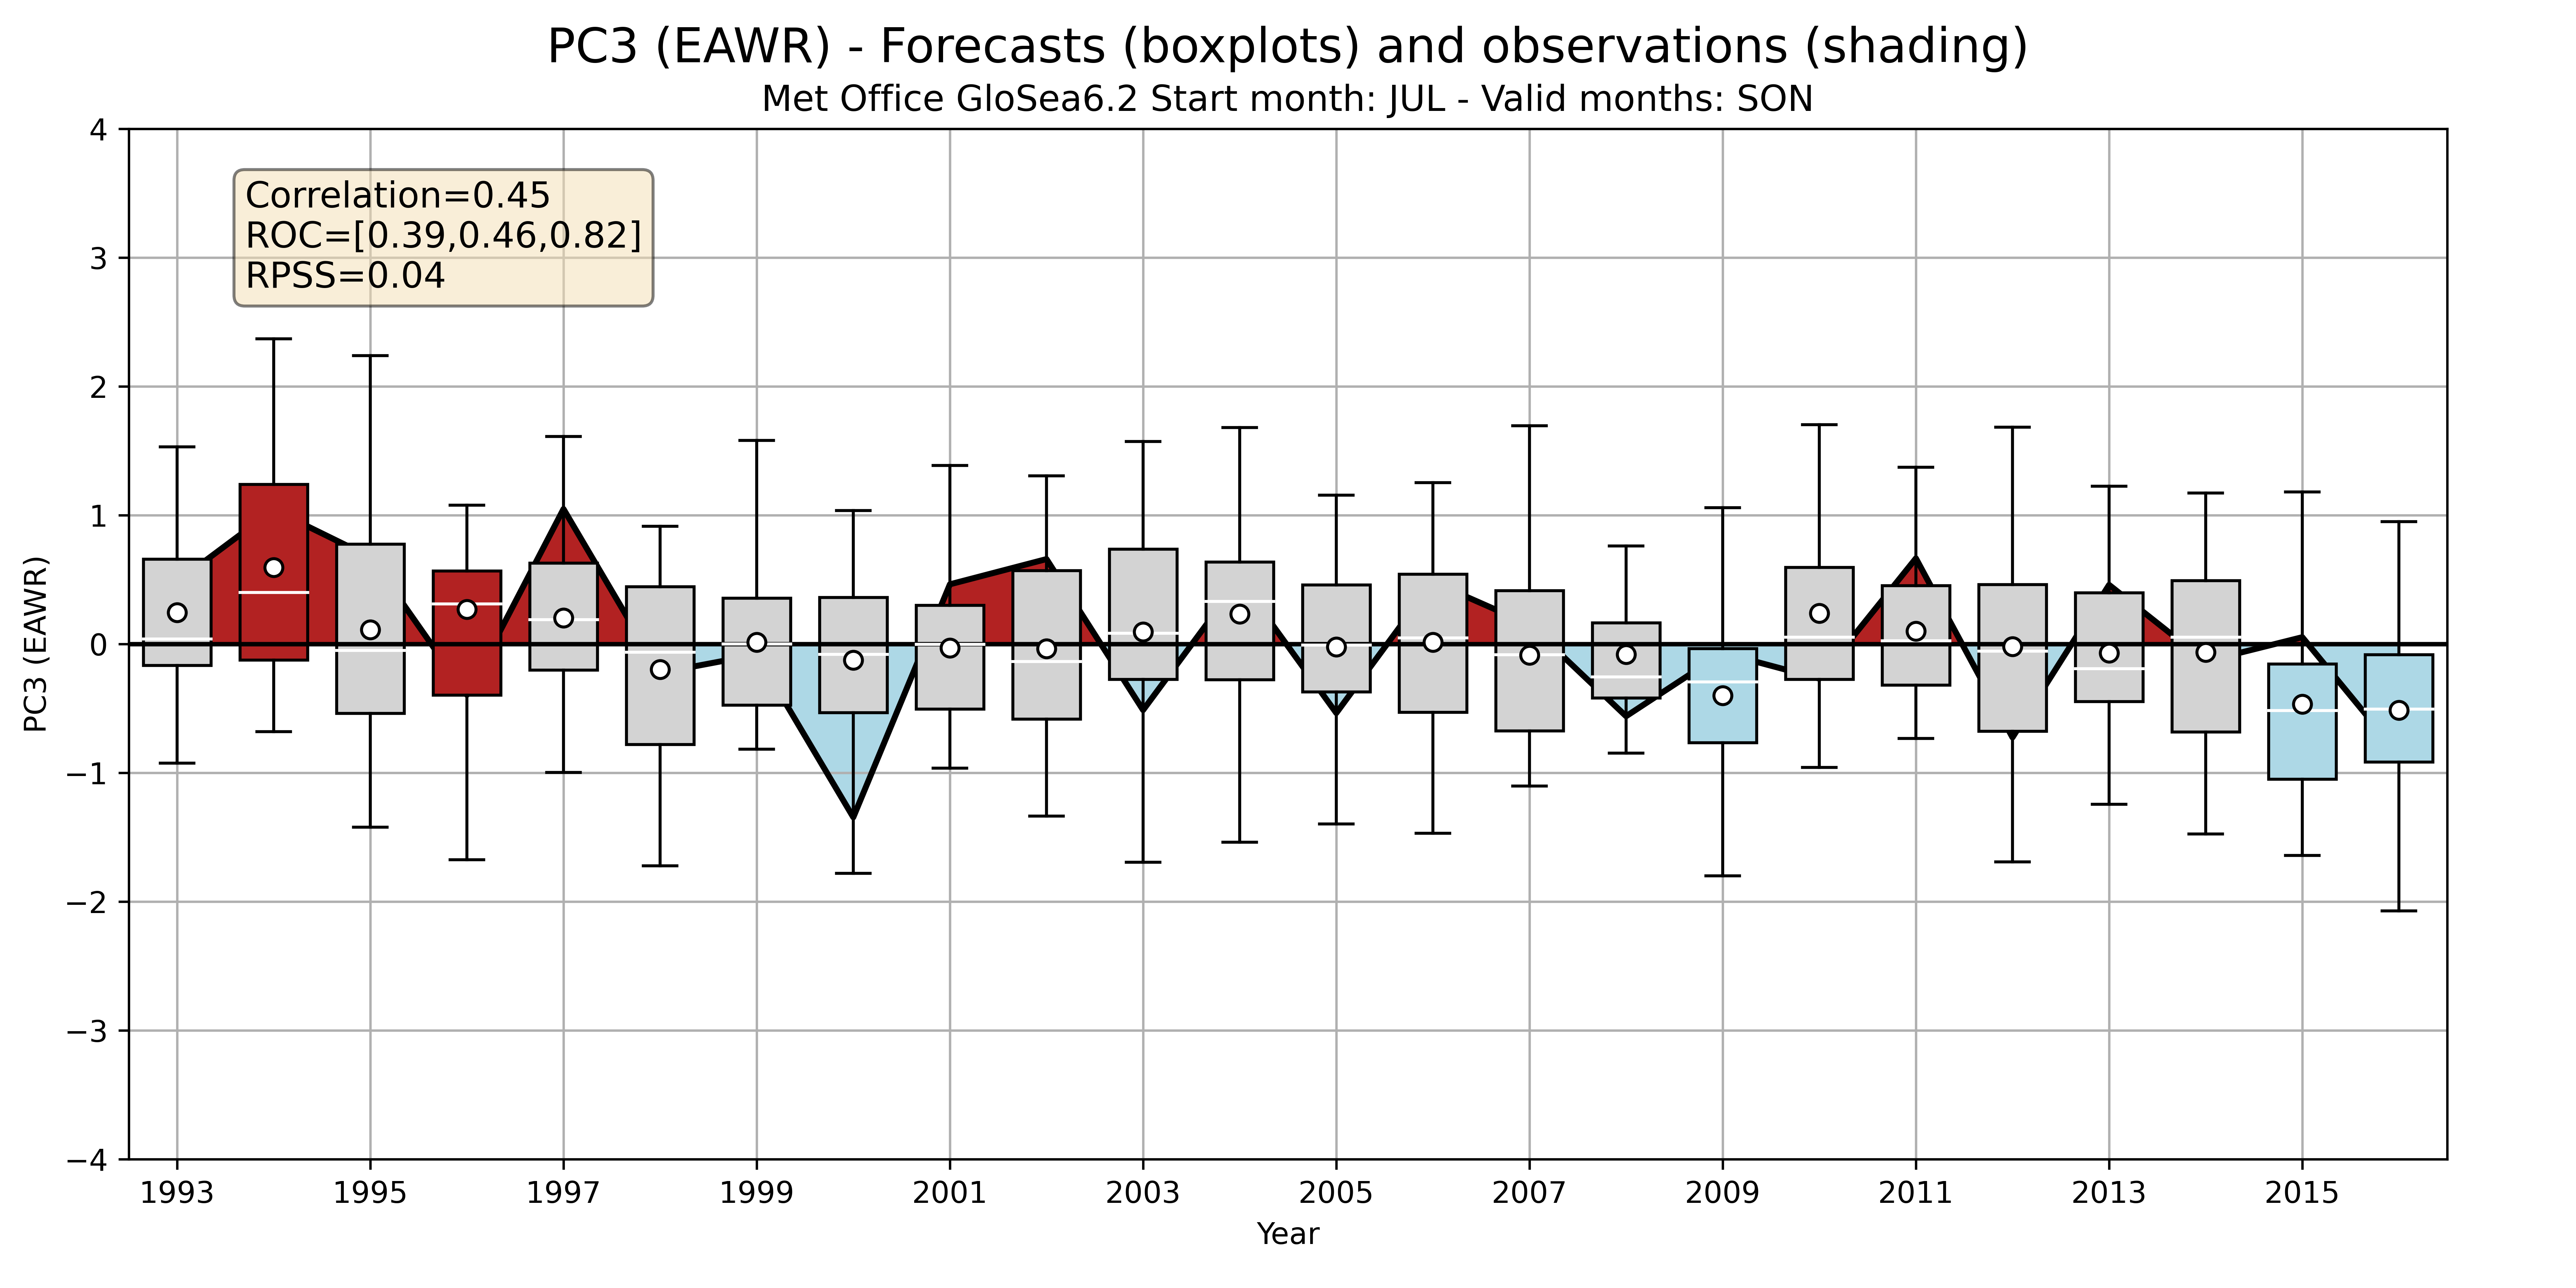 PC3 (EAWR) - Forecasts (boxplots) and observations (shading)
Met Office GloSea6.2 Start month: JUL - Valid months: SON
Correlation=0.45
ROC=[0.39,0.46,0.82]
RPSS=0.04
PC3 (EAWR)
4
3
2
1
0
−1
−2
−3
−4
1993 1995 1997 1999 2001 2003 2005 2007 2009 2011 2013 2015
Year